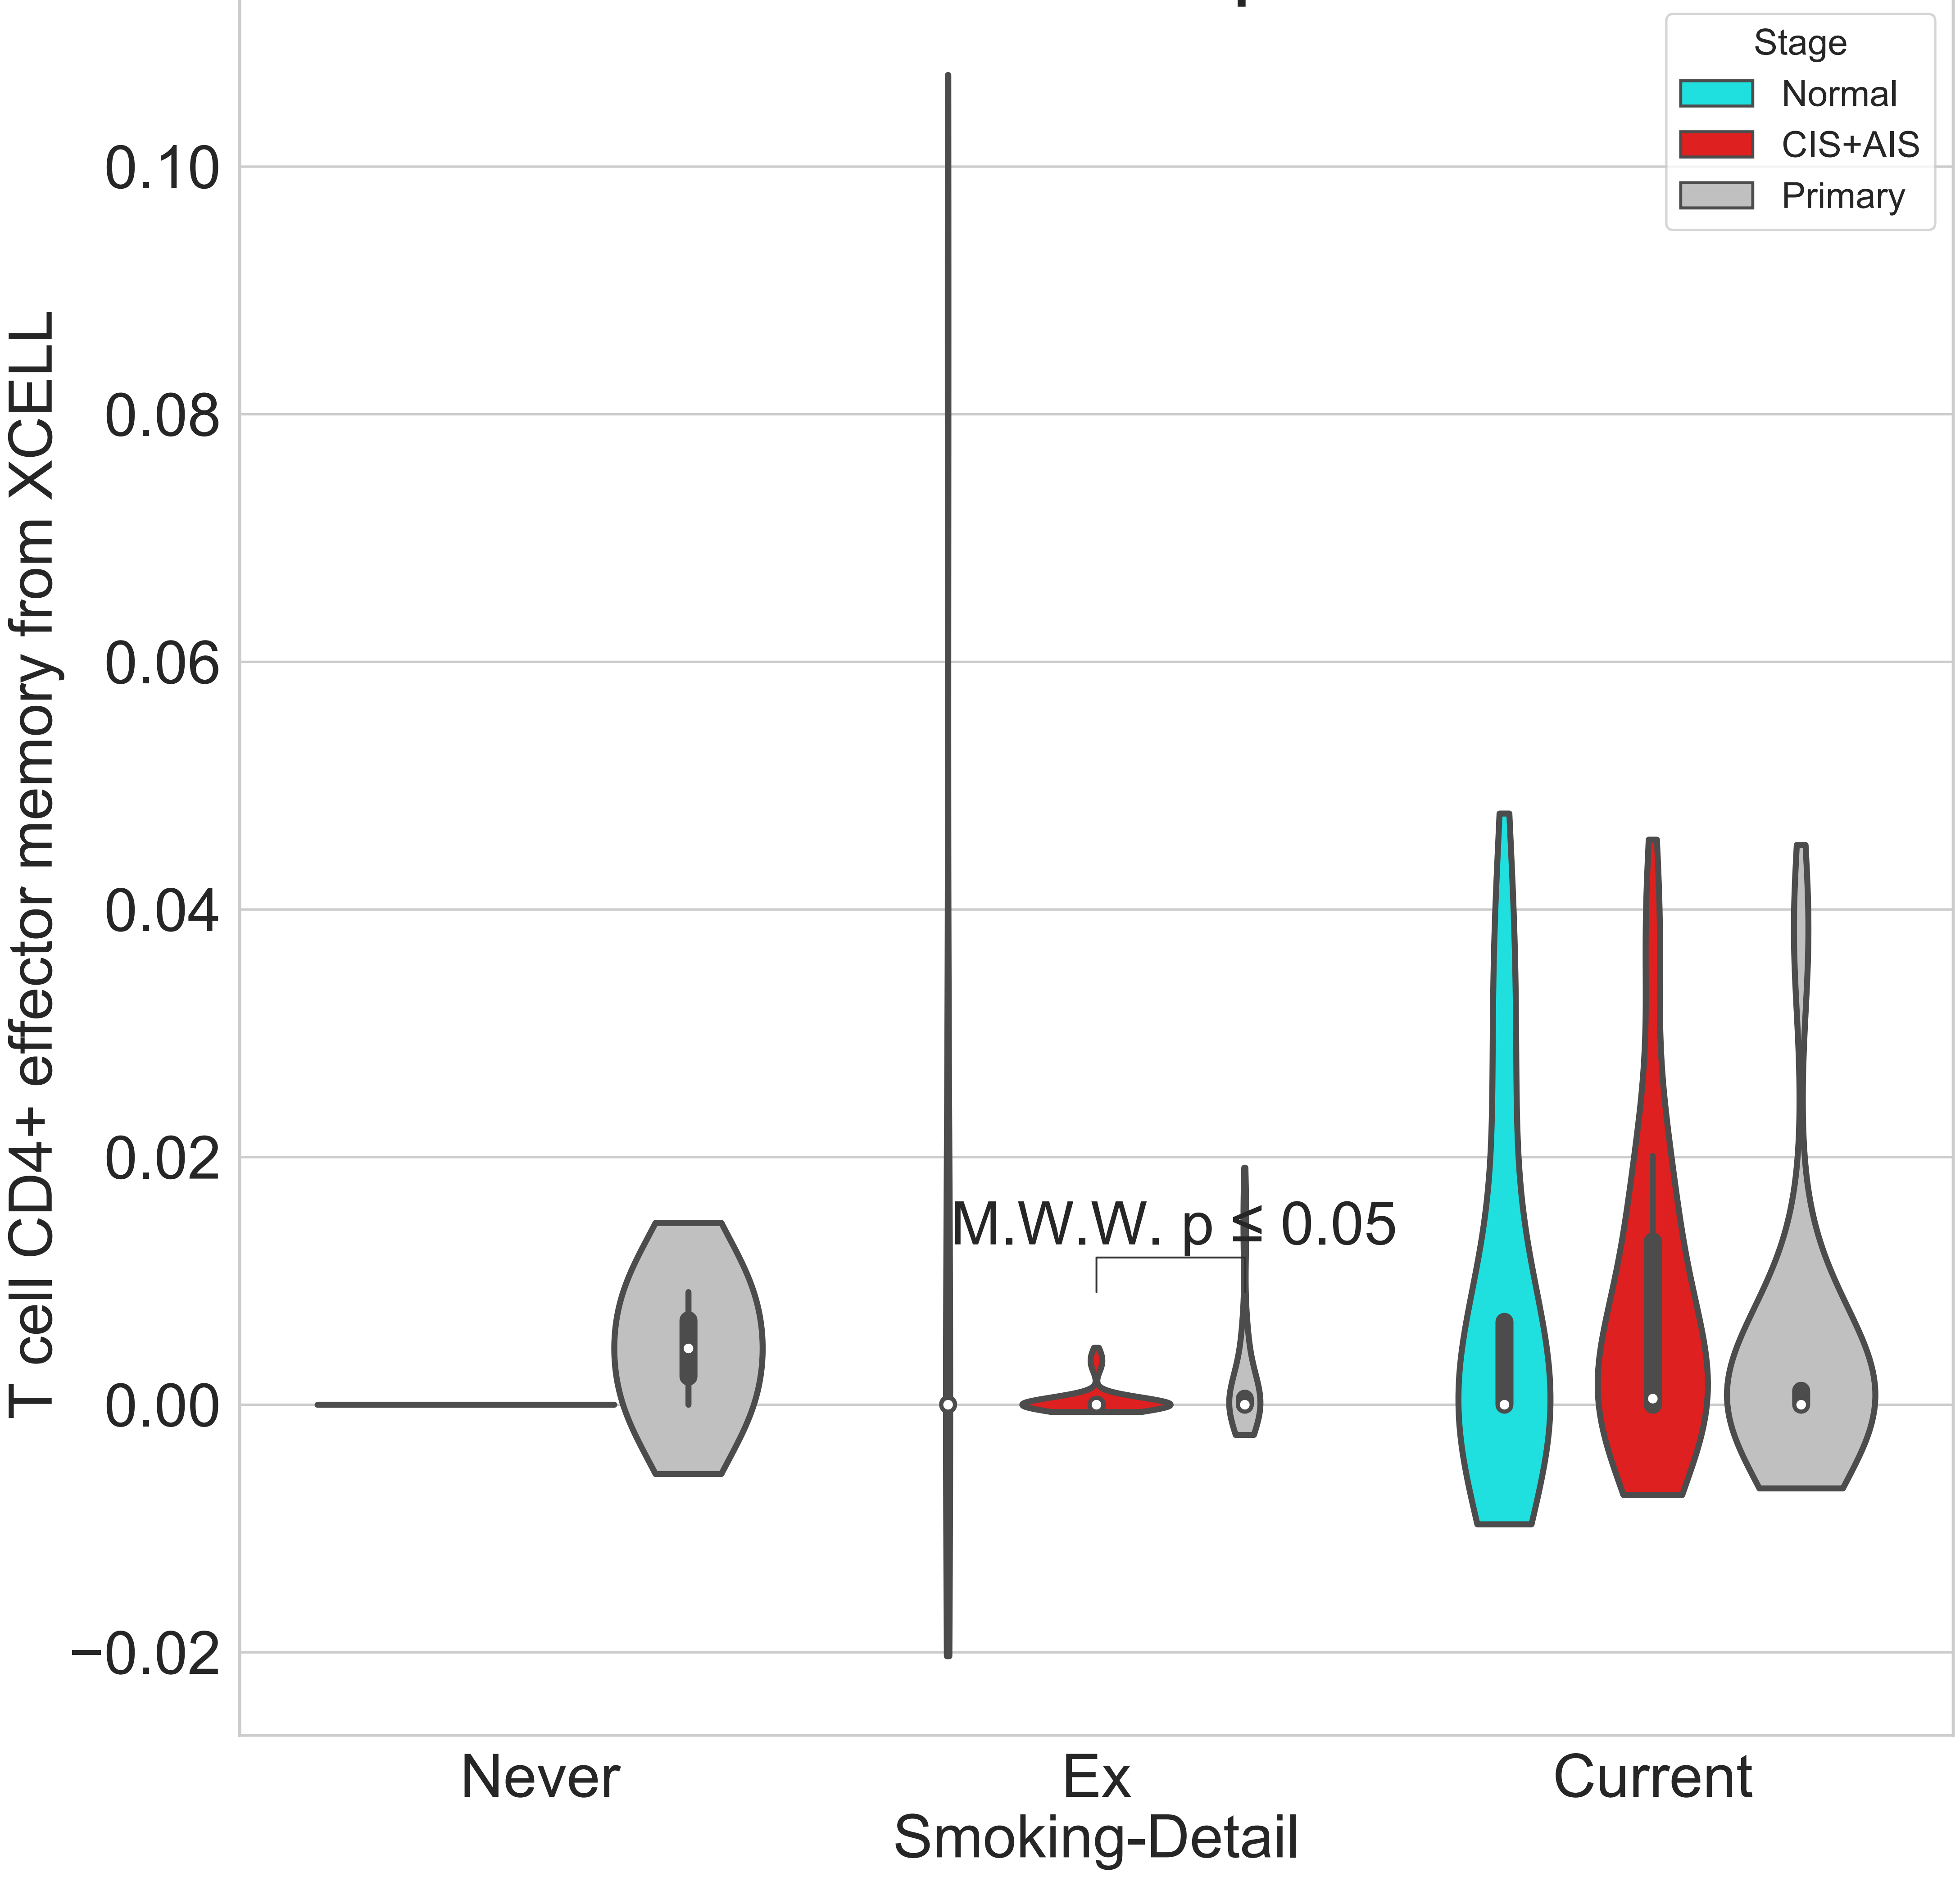 Stage
Normal
CIS+AIS
Primary
0.10
0.08
0.06
0.04
0.02
0.00
−0.02
T cell CD4+ effector memory from XCELL
M.W.W. p ≤ 0.05
Never
Ex
Current
Smoking-Detail